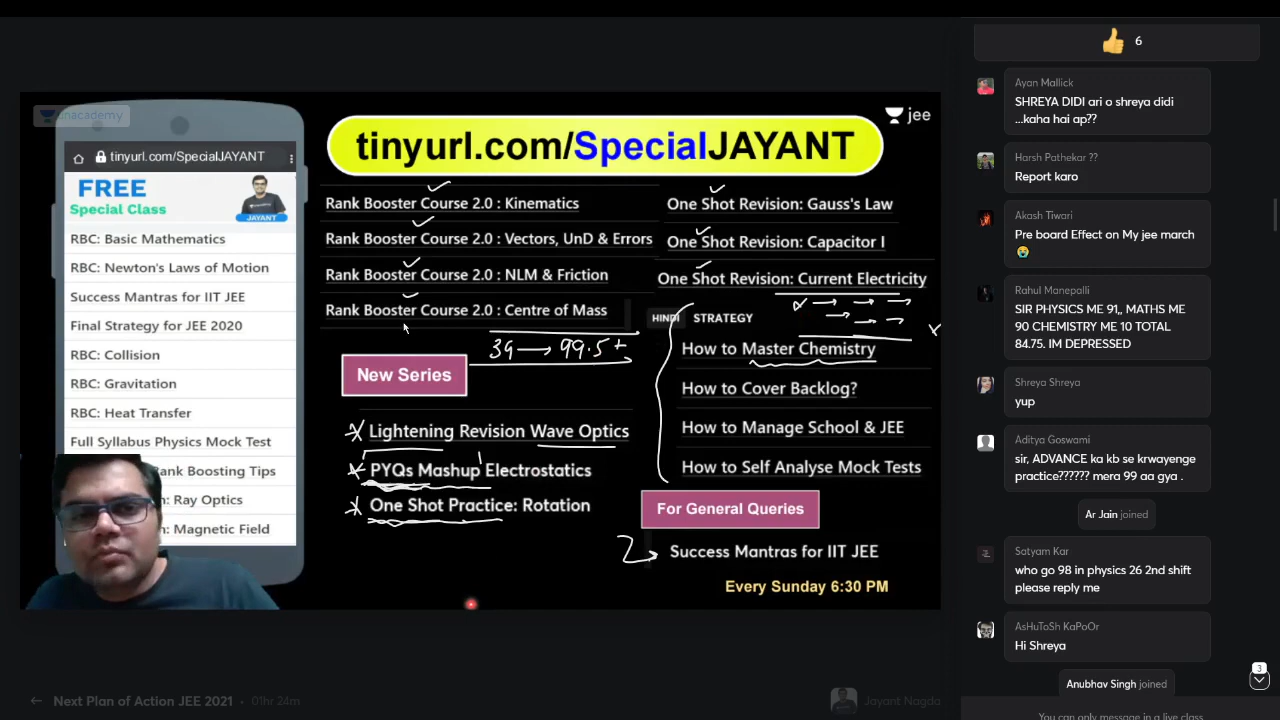 unacademy
tinyurl.com/SpecialJAYANT
FREE
Special Class
JAYANT
RBC: Basic Mathematics
RBC: Newton's Laws of Motion
Success Mantras for IIT JEE
Final Strategy for JEE 2020
RBC: Collision
RBC: Gravitation
RBC: Heat Transfer
Full Syllabus Physics Mock Test
Rank Boosting Tips
Ray Optics
Magnetic Field
jee
tinyurl.com/SpecialJAYANT
Rank Booster Course 2.0 : Kinematics
Rank Booster Course 2.0 : Vectors, UnD & Errors
Rank Booster Course 2.0 : NLM & Friction
Rank Booster Course 2.0 : Centre of Mass
39 → 99.5+
New Series
Lightening Revision Wave Optics
PYQs Mashup Electrostatics
One Shot Practice: Rotation
One Shot Revision: Gauss's Law
One Shot Revision: Capacitor I
One Shot Revision: Current Electricity
HINDI STRATEGY
How to Master Chemistry
How to Cover Backlog?
How to Manage School & JEE
How to Self Analyse Mock Tests
For General Queries
Success Mantras for IIT JEE
Every Sunday 6:30 PM
← Next Plan of Action JEE 2021 • 01hr 24m
Jayant Nagda
6
Ayan Mallick
SHREYA DIDI ari o shreya didi
...kaha hai ap??
Harsh Pathekar ??
Report karo
Akash Tiwari
Pre board Effect on My jee march
😭
Rahul Manepalli
SIR PHYSICS ME 91,, MATHS ME
90 CHEMISTRY ME 10 TOTAL
84.75. IM DEPRESSED
Shreya Shreya
yup
Aditya Goswami
sir, ADVANCE ka kb se krwayenge
practice?????? mera 99 aa gya .
Ar Jain joined
Satyam Kar
who go 98 in physics 26 2nd shift
please reply me
AsHuToSh KaPoOr
Hi Shreya
3
Anubhav Singh joined
You can only message in a live class